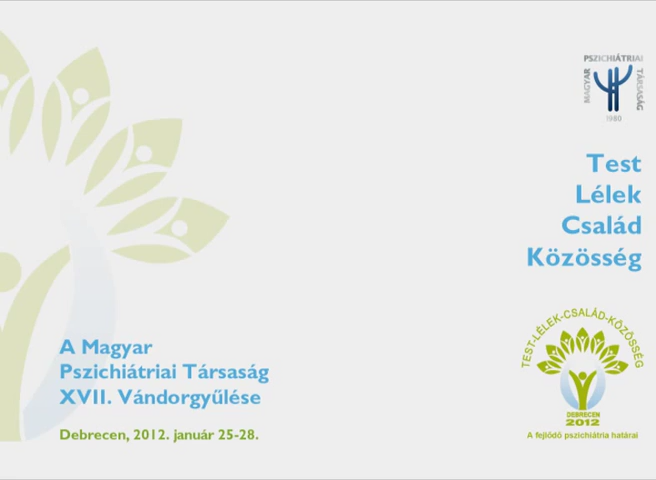 PSZICHIÁTRIAI
MAGYAR
TÁRSASÁG
1980
Test
Lélek
Család
Közösség
A Magyar
Pszichiátriai Társaság
XVII. Vándorgyűlése
Debrecen, 2012. január 25-28.
TEST-LÉLEK-CSALÁD-KÖZÖSSÉG
DEBRECEN
2012
A fejlődő pszichiátria határai